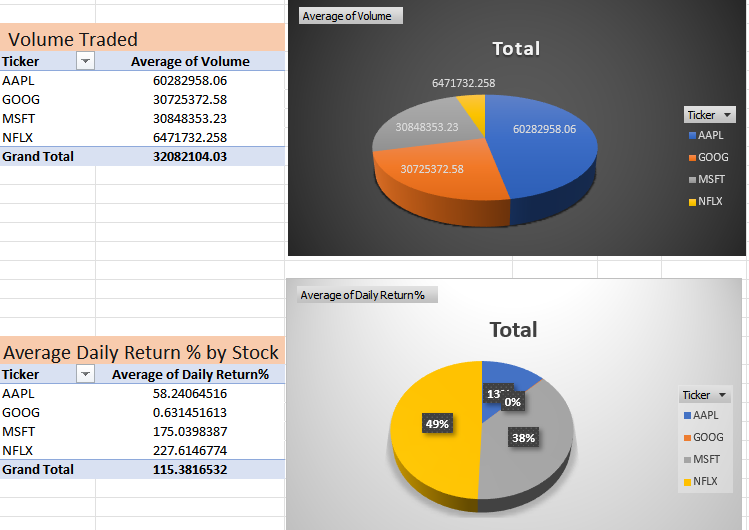 Volume Traded
Ticker Average of Volume
AAPL 60282958.06
GOOG 30725372.58
MSFT 30848353.23
NFLX 6471732.258
Grand Total 32082104.03
Average of Volume
Total
6471732.258
30848353.23
60282958.06
30725372.58
Ticker
AAPL
GOOG
MSFT
NFLX
Average Daily Return % by Stock
Ticker Average of Daily Return%
AAPL 58.24064516
GOOG 0.631451613
MSFT 175.0398387
NFLX 227.6146774
Grand Total 115.3816532
Average of Daily Return%
Total
13%
0%
49%
38%
Ticker
AAPL
GOOG
MSFT
NFLX